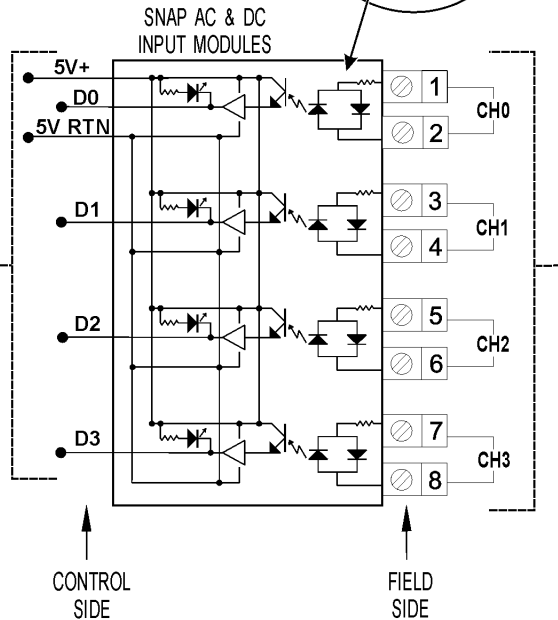 SNAP AC & DC
INPUT MODULES
5V+
D0
5V RTN
D1
D2
D3
1
2
CH0
3
4
CH1
5
6
CH2
7
8
CH3
CONTROL
SIDE
FIELD
SIDE